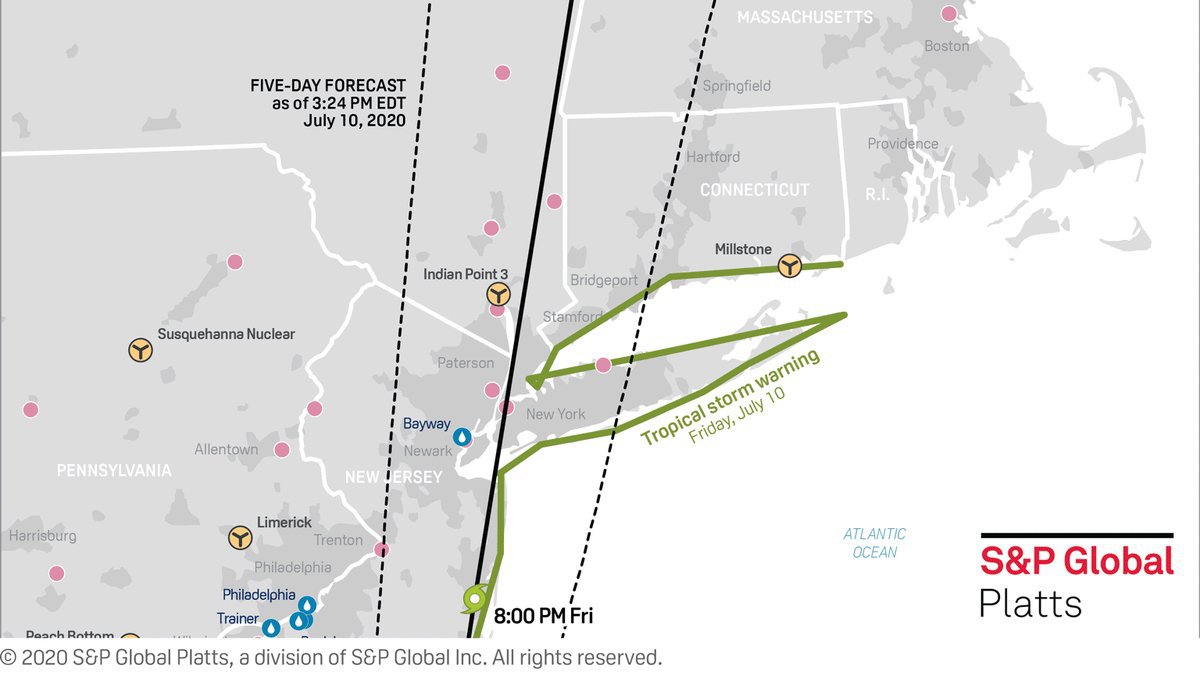 MASSACHUSETTS
Boston
FIVE-DAY FORECAST
as of 3:24 PM EDT
July 10, 2020
Springfield
Providence
Hartford
CONNECTICUT
R.I.
Millstone
Indian Point 3
Bridgeport
Stamford
Susquehanna Nuclear
Paterson
New York
Tropical storm warning
Friday, July 10
Bayway
Newark
Allentown
PENNSYLVANIA
NEW JERSEY
Limerick
Harrisburg
Trenton
Philadelphia
ATLANTIC
OCEAN
S&P Global
Platts
Philadelphia
Trainer
8:00 PM Fri
Peach Bottom
© 2020 S&P Global Platts, a division of S&P Global Inc. All rights reserved.